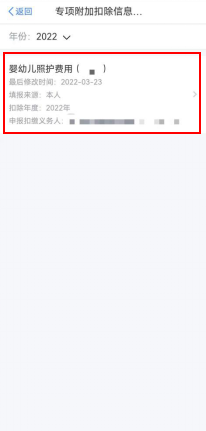 <返回 专项附加扣除信息...
年份：2022
婴幼儿照护费用（ ）
最后修改时间：2022-03-23
填报来源：本人
扣除年度：2022年
申报扣缴义务人：